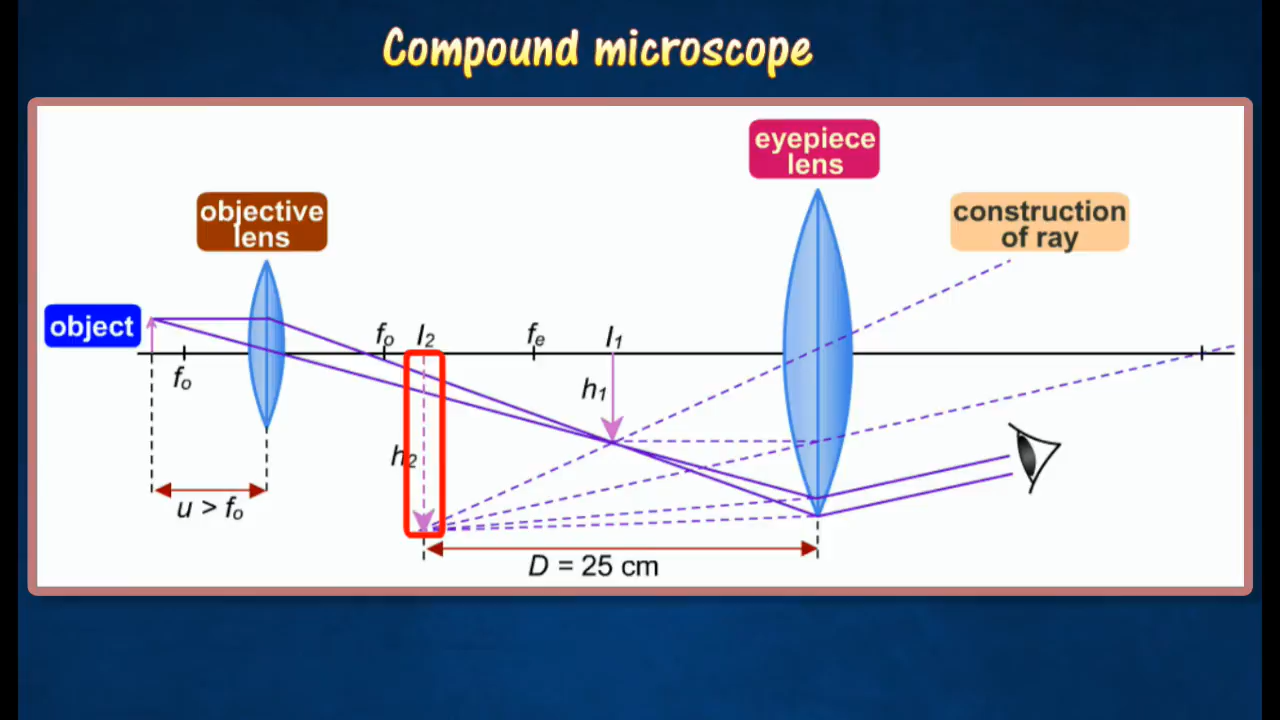 Compound microscope
eyepiece
lens
objective
lens
construction
of ray
object
fₒ
I₂
fₑ
I₁
fₒ
h₁
h₂
u > fₒ
D = 25 cm